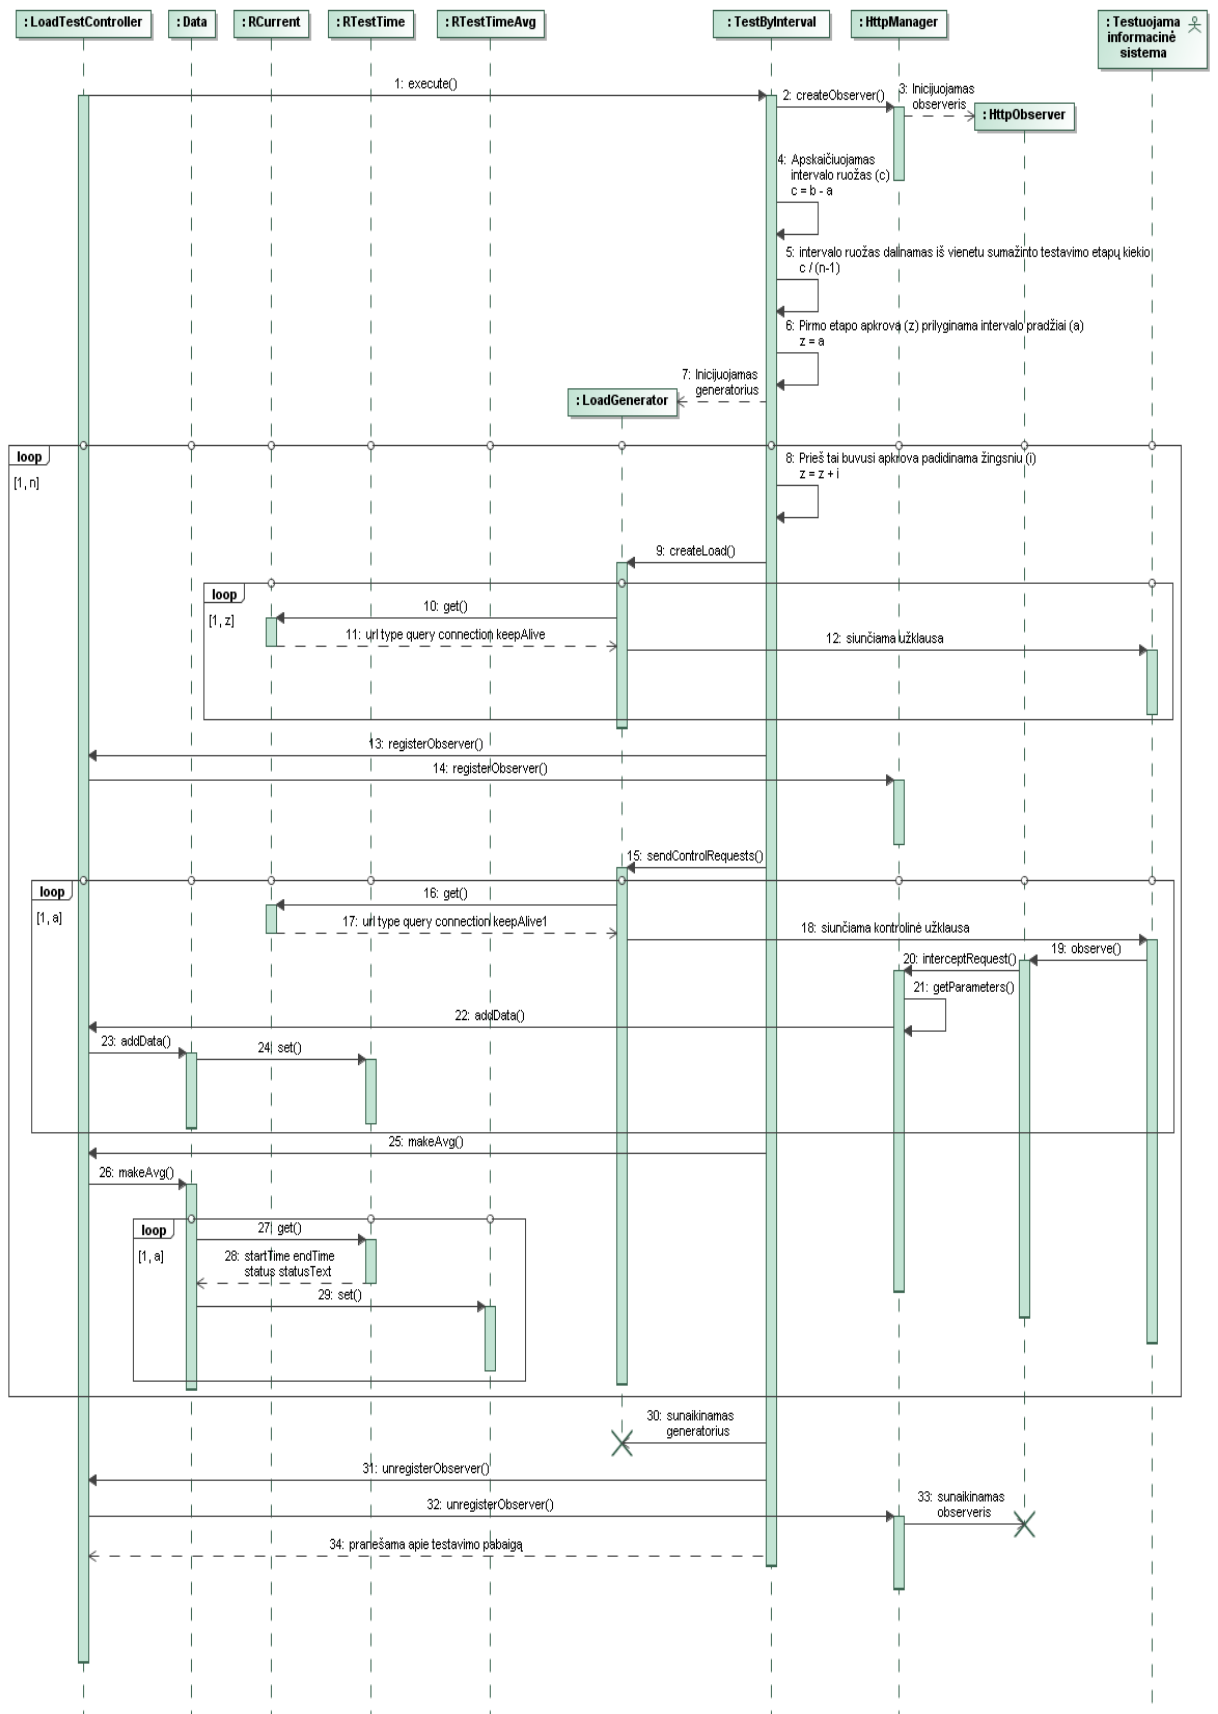 : LoadTestController
: Data
: RCurrent
: RTestTime
: RTestTimeAvg
: TestByInterval
: HttpManager
: Testuojama
informacinė
sistema
1: execute()
2: createObserver()
3: Inicijuojamas
observeris
: HttpObserver
4: Apskaičiuojamas
intervalo ruožas (c)
c = b - a
5: intervalo ruožas dalinamas iš vienetu sumažinto testavimo etapų kiekio
c / (n-1)
6: Pirmo etapo apkrova (z) prilyginama intervalo pradžiai (a)
z = a
7: Inicijuojamas
generatorius
: LoadGenerator
loop
[1, n]
8: Prieš tai buvusi apkrova padidinama žingsniu (i)
z = z + i
9: createLoad()
loop
[1, z]
10: get()
11: url type query connection keepAlive
12: siunčiama užklausa
13: registerObserver()
14: registerObserver()
15: sendControlRequests()
loop
[1, a]
16: get()
17: url type query connection keepAlive1
18: siunčiama kontrolinė užklausa
19: observe()
20: interceptRequest()
21: getParameters()
22: addData()
23: addData()
24: set()
25: makeAvg()
26: makeAvg()
loop
[1, a]
27: get()
28: startTime endTime
status statusText
29: set()
30: sunaikinamas
generatorius
31: unregisterObserver()
32: unregisterObserver()
33: sunaikinamas
observeris
34: pranešama apie testavimo pabaigą